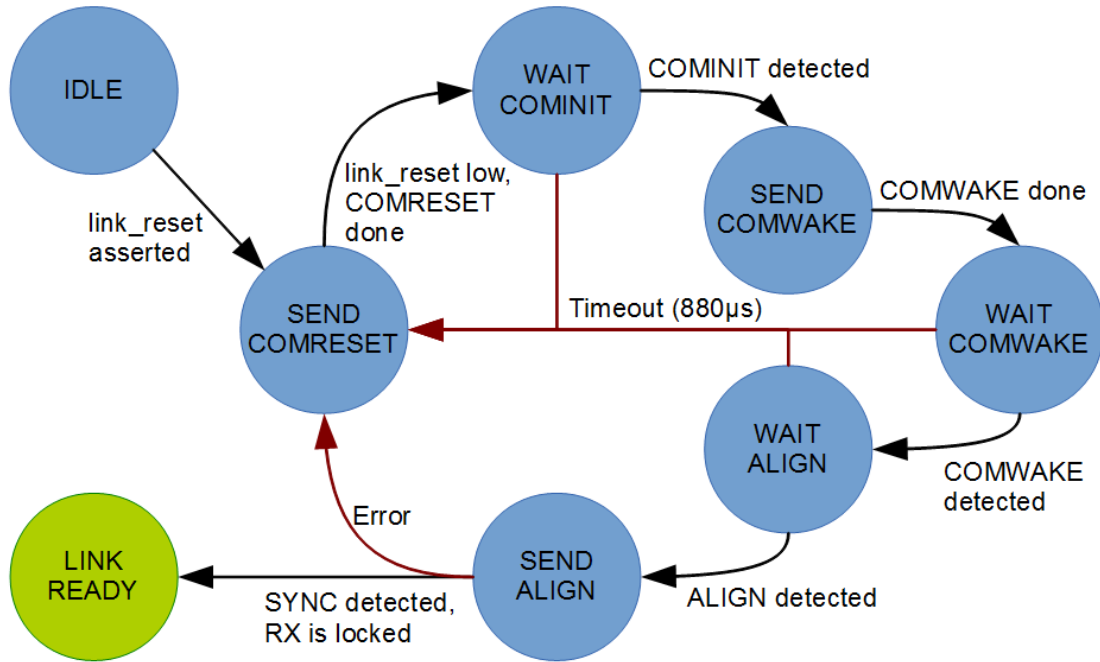 IDLE
WAIT
COMINIT
COMINIT detected
SEND
COMWAKE
COMWAKE done
link_reset low,
COMRESET
done
link_reset
asserted
SEND
COMRESET
Timeout (880µs)
WAIT
COMWAKE
WAIT
ALIGN
COMWAKE
detected
Error
LINK
READY
SEND
ALIGN
SYNC detected,
RX is locked
ALIGN detected